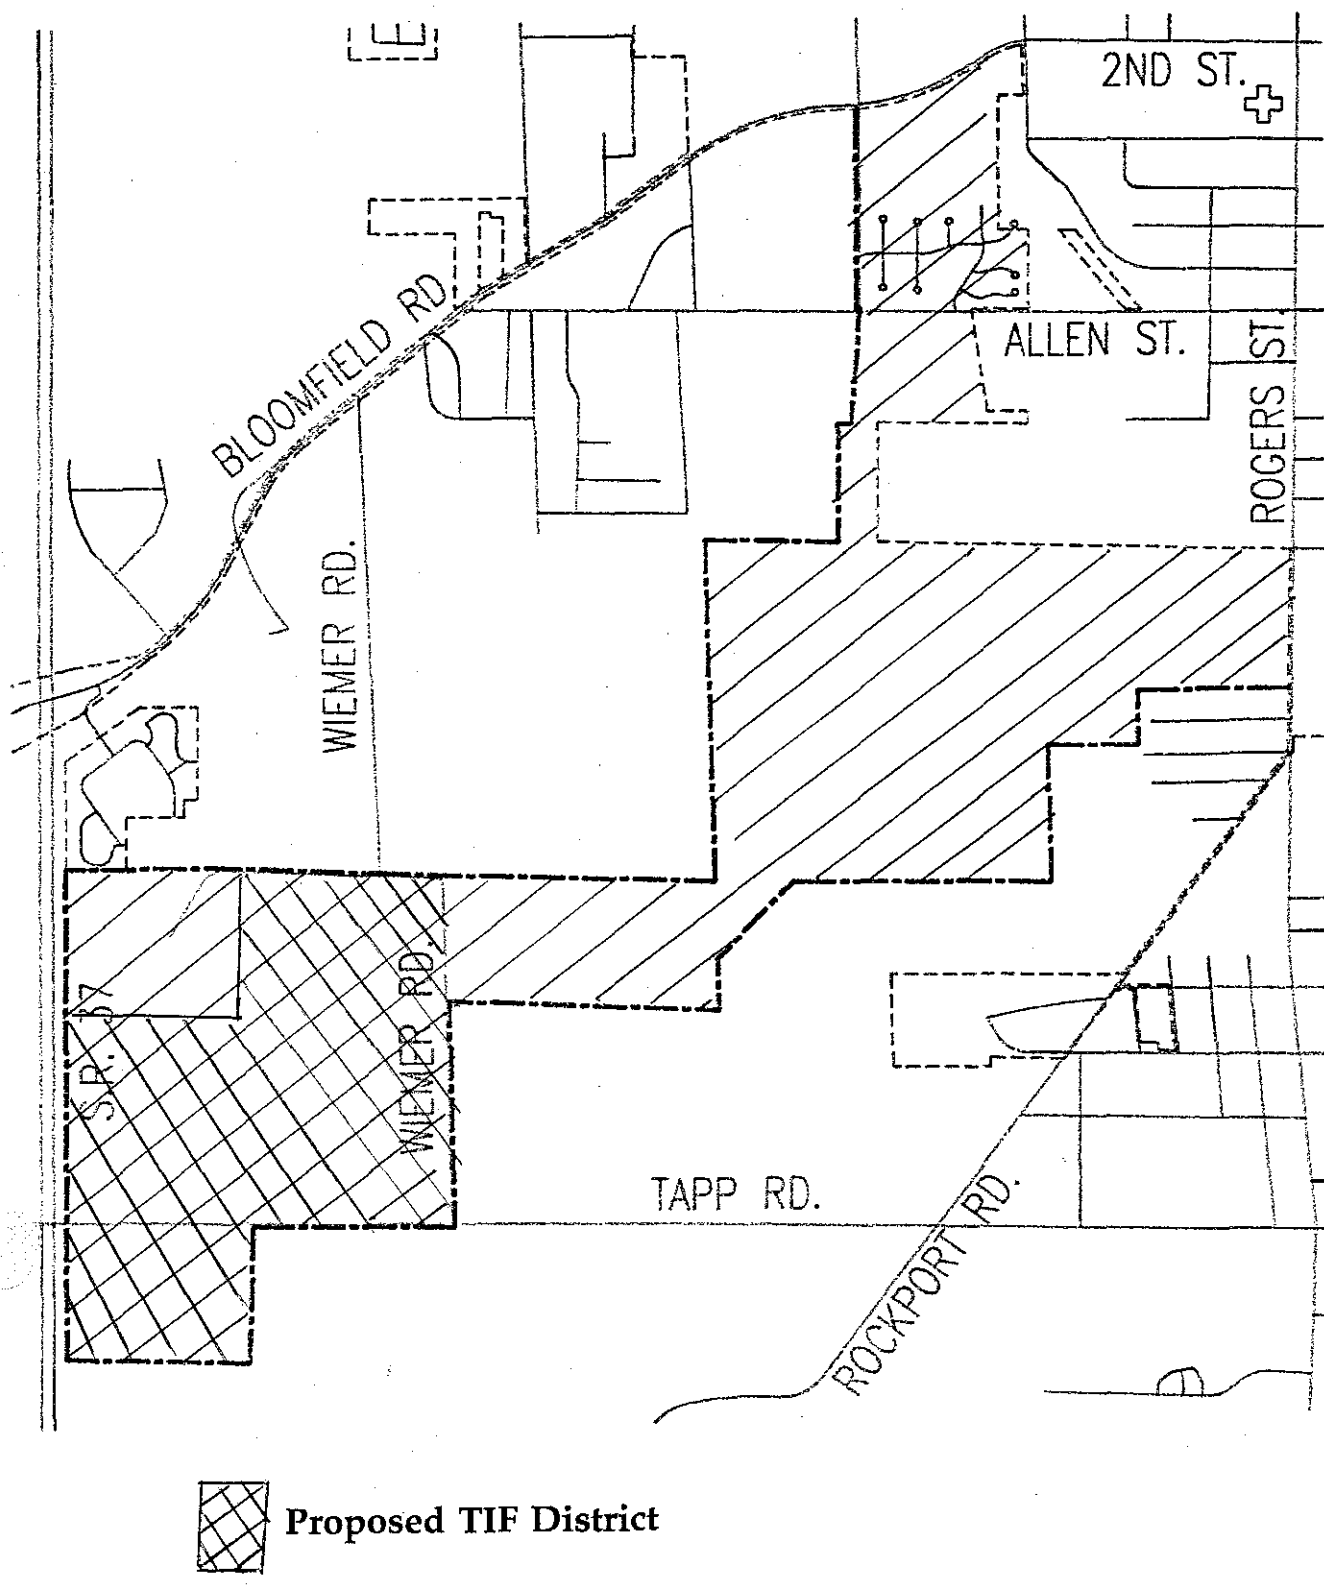 2ND ST.
BLOOMFIELD RD
ALLEN ST.
ROGERS ST.
WIEMER RD.
S.R. 37
WIEMER RD.
TAPP RD.
ROCKPORT RD.
Proposed TIF District